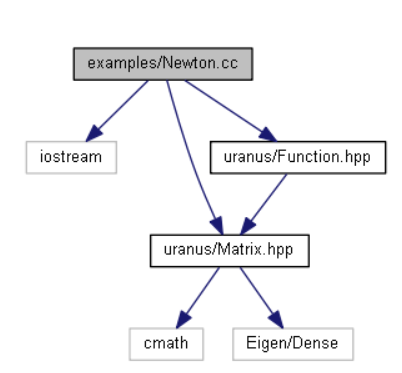 examples/Newton.cc
iostream
uranus/Function.hpp
uranus/Matrix.hpp
cmath
Eigen/Dense